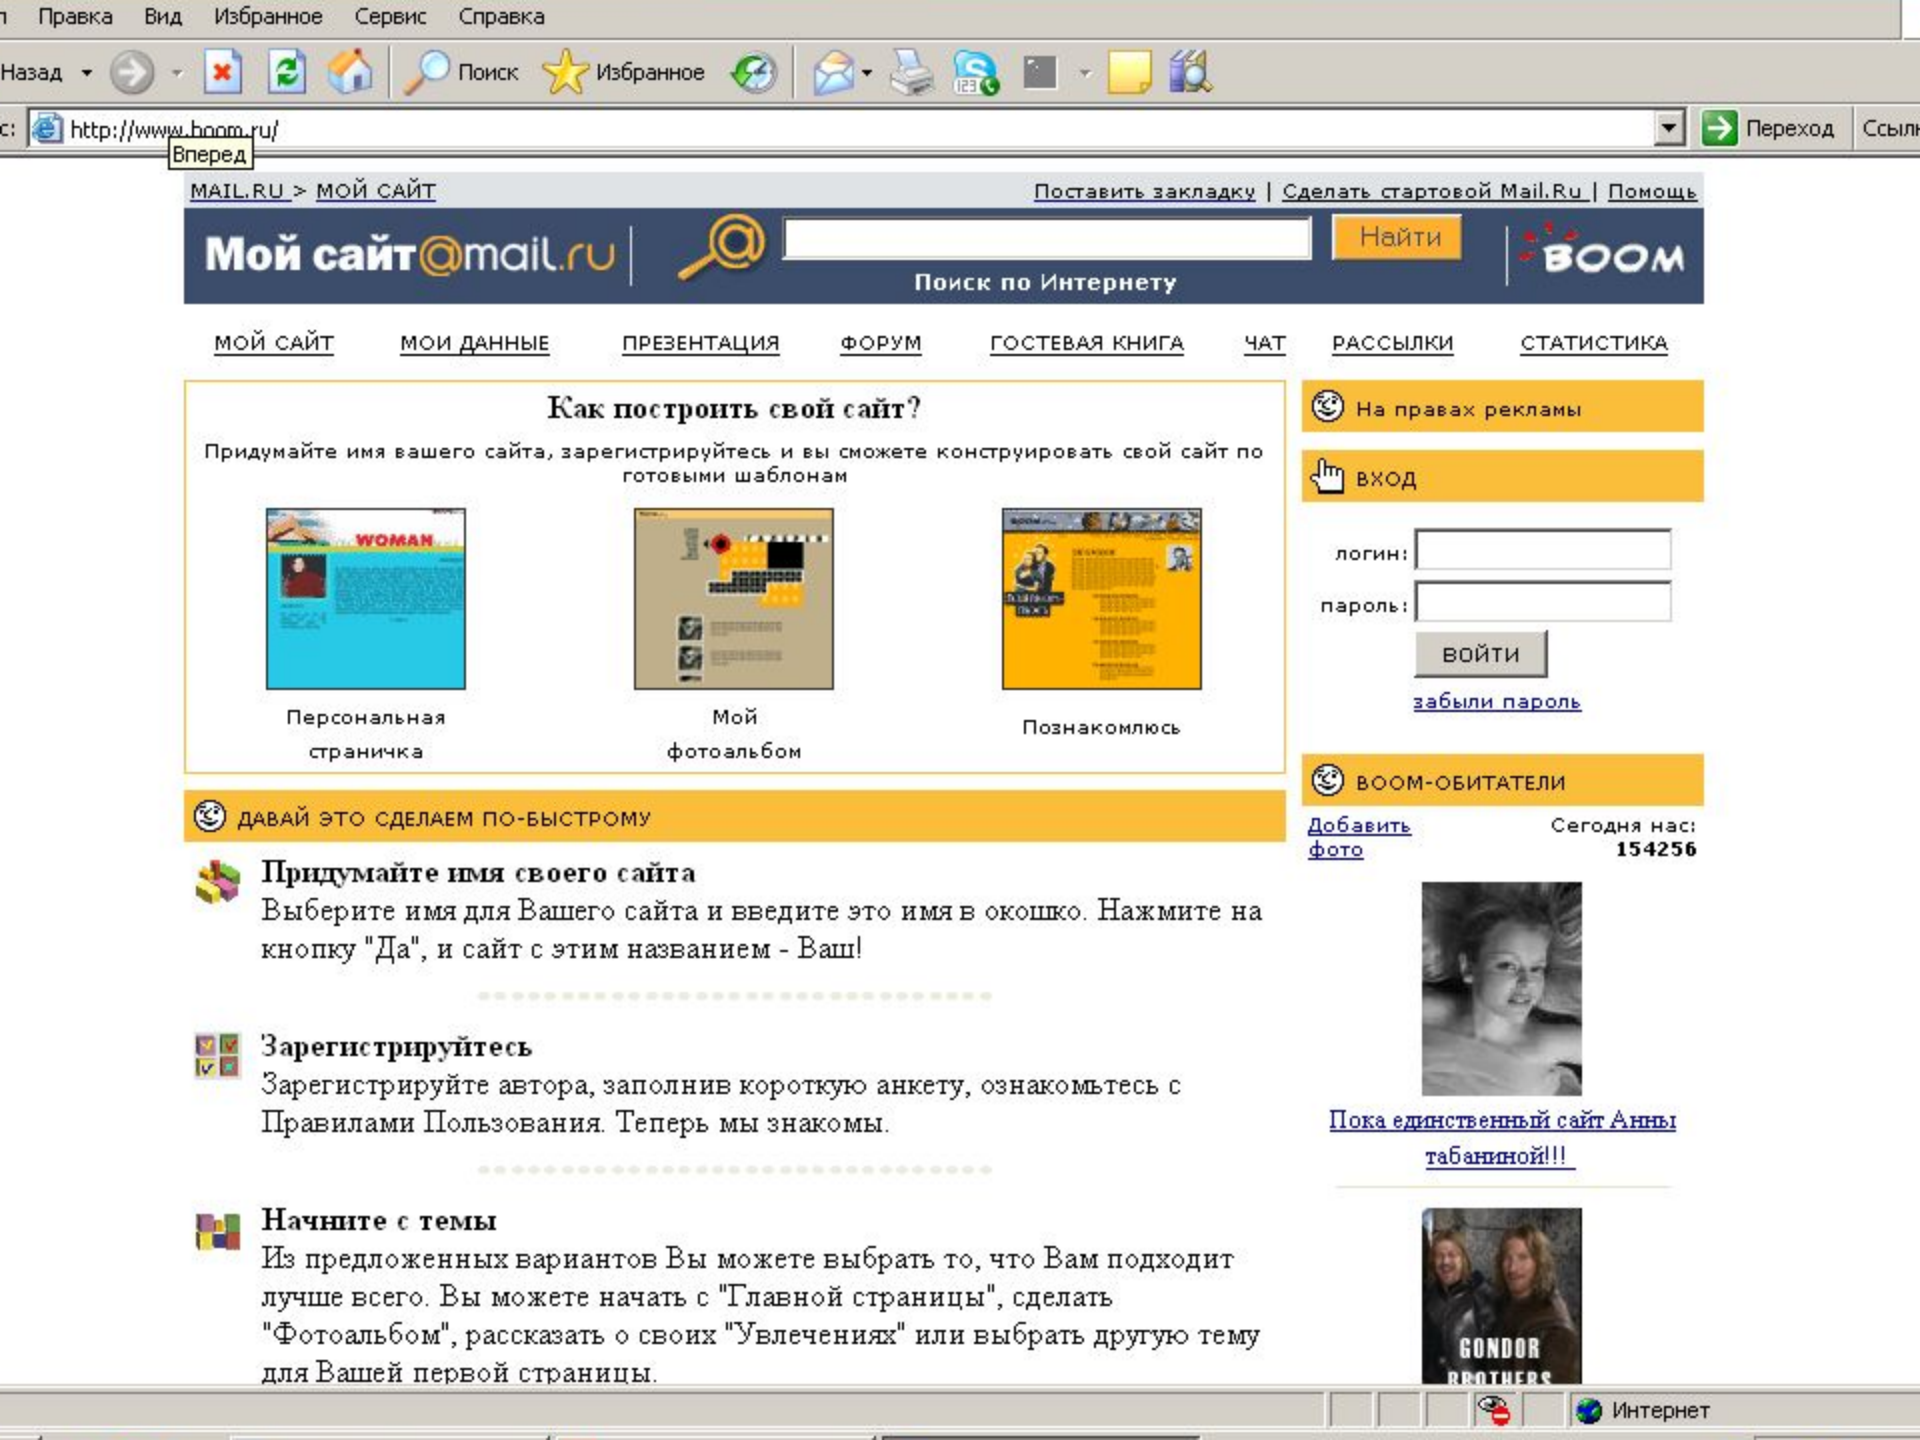 Правка Вид Избранное Сервис Справка
Назад Поиск Избранное
с: http://www.boom.ru/ Переход
Вперед
MAIL.RU > МОЙ САЙТ Поставить закладку | Сделать стартовой Mail.Ru | Помощь
Мой сайт@mail.ru Найти BOOM
Поиск по Интернету
МОЙ САЙТ МОИ ДАННЫЕ ПРЕЗЕНТАЦИЯ ФОРУМ ГОСТЕВАЯ КНИГА ЧАТ РАССЫЛКИ СТАТИСТИКА
Как построить свой сайт?
Придумайте имя вашего сайта, зарегистрируйтесь и вы сможете конструировать свой сайт по
готовыми шаблонам
WOMAN
Персональная
страничка
Мой
фотоальбом
Познакомлюсь
ДАВАЙ ЭТО СДЕЛАЕМ ПО-БЫСТРОМУ
Придумайте имя своего сайта
Выберите имя для Вашего сайта и введите это имя в окошко. Нажмите на
кнопку "Да", и сайт с этим названием - Ваш!
Зарегистрируйтесь
Зарегистрируйте автора, заполнив короткую анкету, ознакомьтесь с
Правилами Пользования. Теперь мы знакомы.
Начните с темы
Из предложенных вариантов Вы можете выбрать то, что Вам подходит
лучше всего. Вы можете начать с "Главной страницы", сделать
"Фотоальбом", рассказать о своих "Увлечениях" или выбрать другую тему
для Вашей первой страницы.
На правах рекламы
ВХОД
логин:
пароль:
ВОЙТИ
забыли пароль
BOOM-ОБИТАТЕЛИ
Добавить
фото
Сегодня нас:
154256
Пока единственный сайт Анны
табаниной!!!
GONDOR
BROTHERS
Интернет